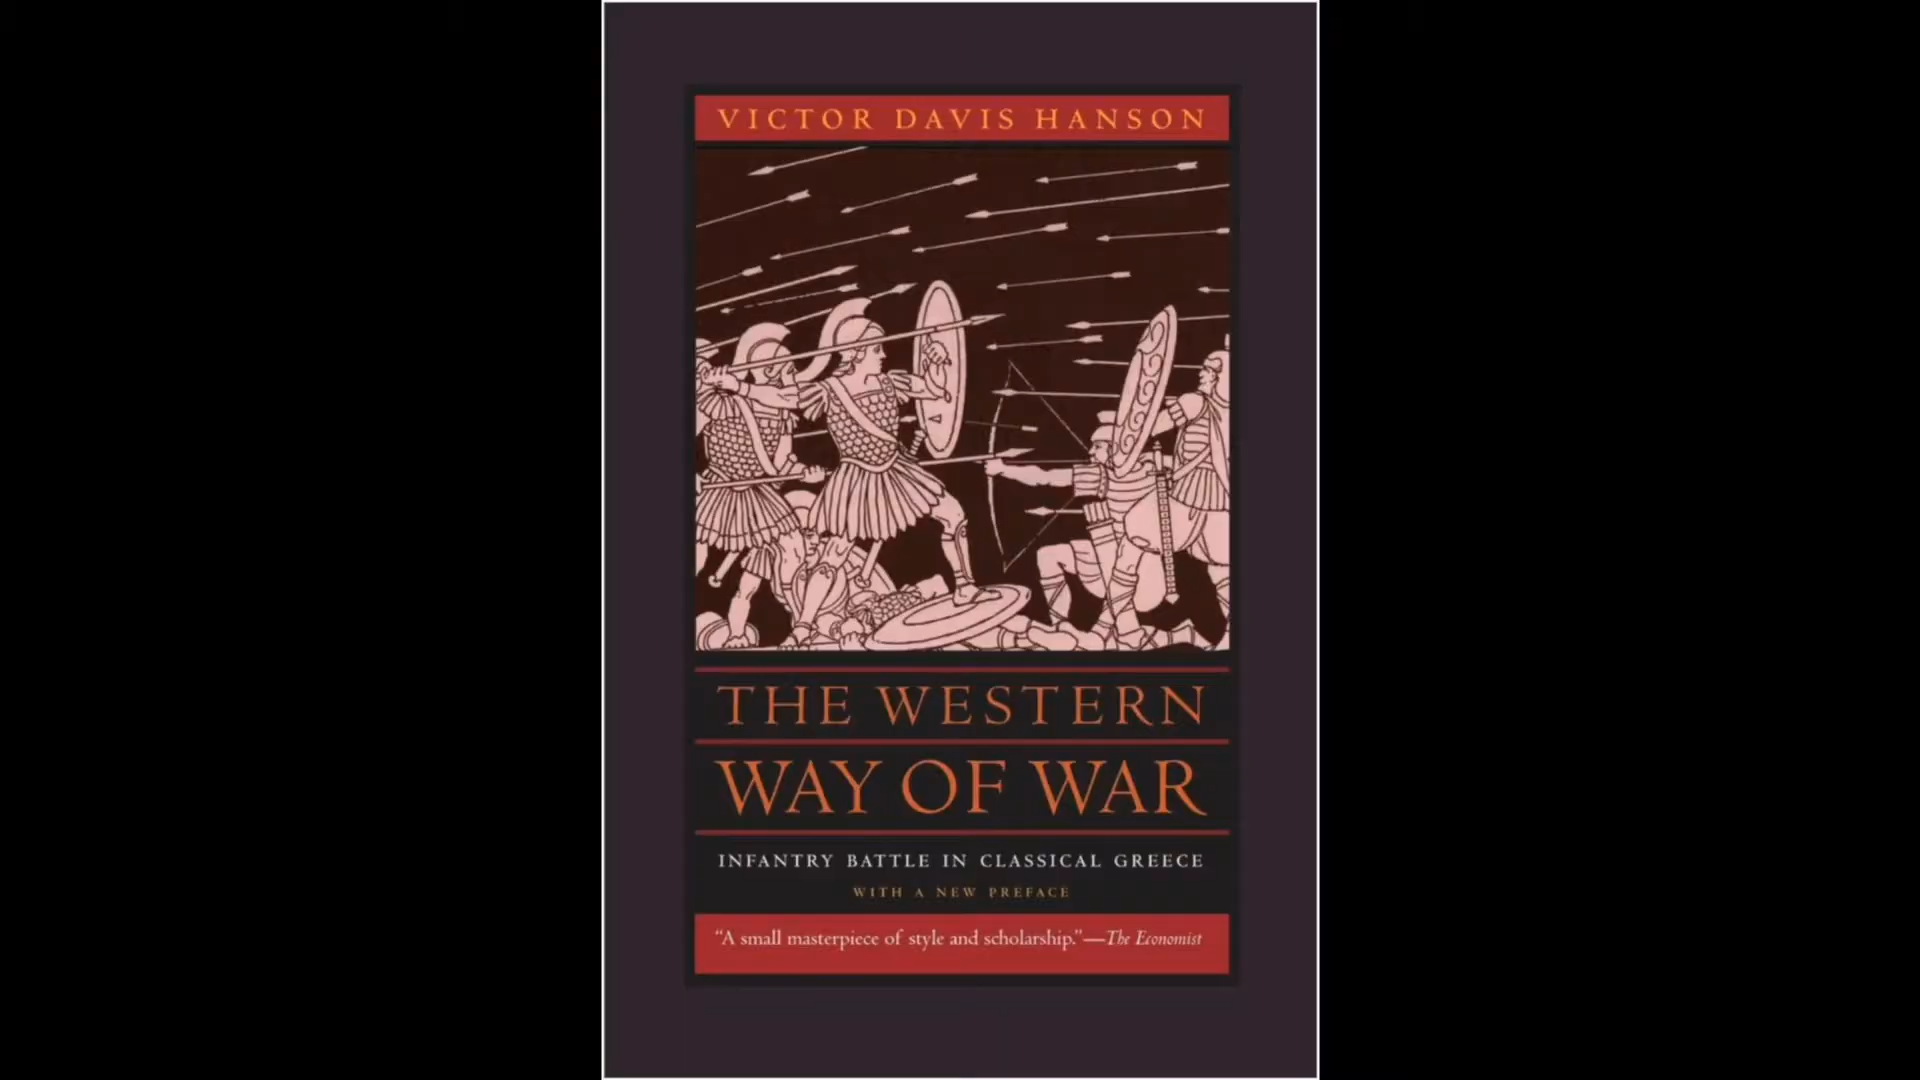 VICTOR DAVIS HANSON
THE WESTERN
WAY OF WAR
INFANTRY BATTLE IN CLASSICAL GREECE
WITH A NEW PREFACE
“A small masterpiece of style and scholarship.”—The Economist